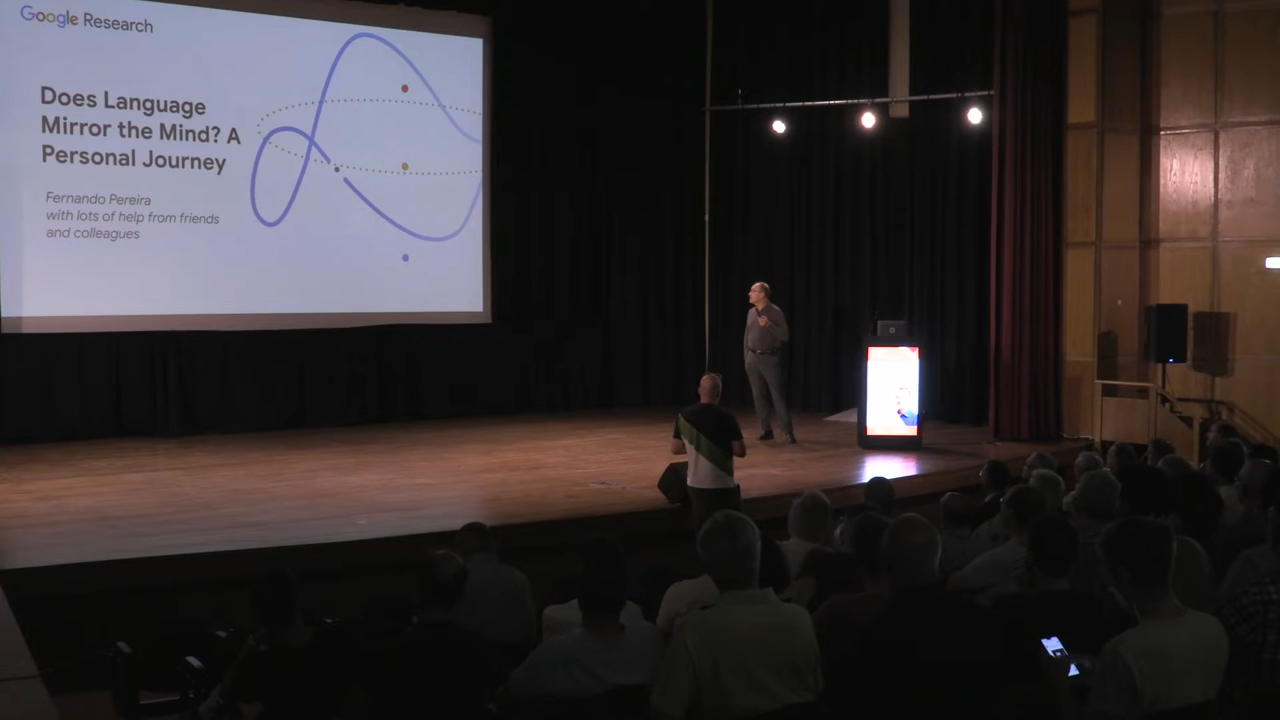 Google Research
Does Language
Mirror the Mind? A
Personal Journey
Fernando Pereira
with lots of help from friends
and colleagues